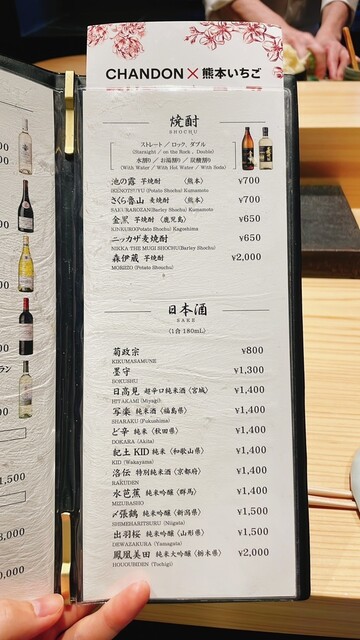 CHANDON × 熊本いちご
焼酎
SHOCHU
ストレート / ロック、ダブル
(Staraight / on the Rock 、Double)
水割り / お湯割り / 炭酸割り
(With Water / With Hot Water / With Soda)
池の露 芋焼酎 〈熊本〉 ¥700
IKENOTSUYU (Potato Shochu) Kumamoto
さくら魯山 麦焼酎 〈熊本〉 ¥700
SAKURAROZAN(Barley Shochu) Kumamoto
金黑 芋焼酎〈鹿児島〉 ¥650
KINKURO(Potato Shochu) Kagoshima
ニッカザ麦焼酎 ¥650
NIKKA THE MUGI SHOCHU(Barley Shochu)
森伊蔵 芋焼酎 ¥2,000
MORIZO (Potato Shouchu)
日本酒
SAKE
〈1合 180mL〉
菊政宗 ¥800
KIKUMASUMUNE
墨守 ¥1,300
BOKUSHU
日高見 超辛口純米酒〈宮城〉 ¥1,400
HITAKAMI (Miyagi)
写楽 純米酒〈福島県〉 ¥1,400
SHARAKU (Fukushima)
ど辛 純米〈秋田県〉 ¥1,400
DOKARA (Akita)
紀土 KID 純米〈和歌山県〉 ¥1,400
KID (Wakayama)
洛伝 特別純米酒〈京都府〉 ¥1,400
RAKUDEN
水芭蕉 純米吟醸〈群馬〉 ¥1,400
MIZUBASHO
〆張鶴 純米吟醸〈新潟県〉 ¥1,500
SHIMEHARITSURU (Niigata)
出羽桜 純米吟醸〈山形県〉 ¥1,500
DEWAZAKURA (Yamagata)
鳳凰美田 純米大吟醸〈栃木県〉 ¥2,000
HOUOUBIDEN (Tochigi)